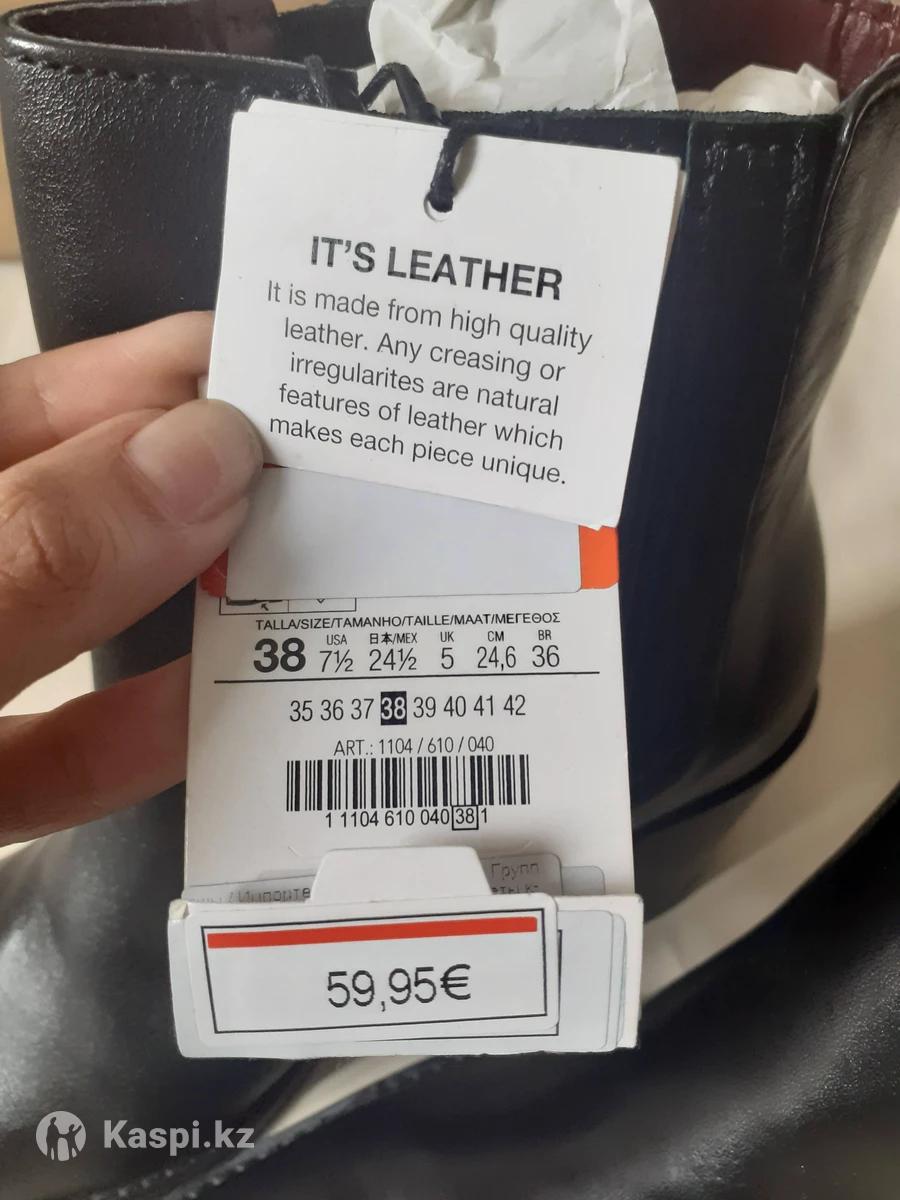 IT'S LEATHER
It is made from high quality
leather. Any creasing or
irregularites are natural
features of leather which
makes each piece unique.
TALLA/SIZE/TAMANHO/TAILLE/MAAT/ΜΕΓΕΘΟΣ
USA 日本/MEX UK CM BR
38 7½ 24½ 5 24,6 36
35 36 37 38 39 40 41 42
ART.: 1104 / 610 / 040
1 1104 610 040 38 1
Групп
59,95€
Kaspi.kz